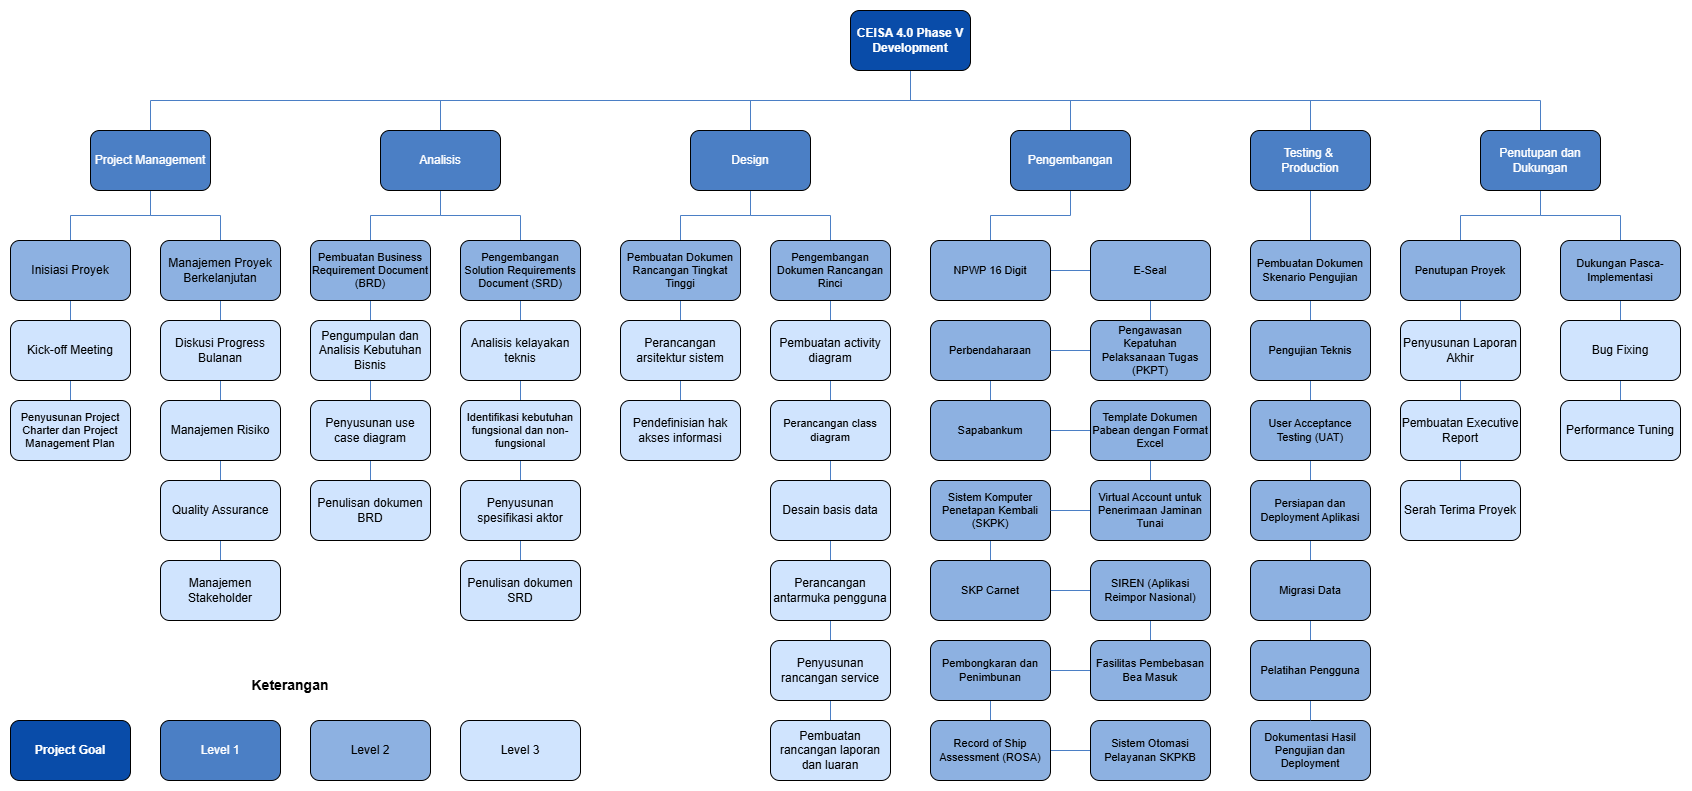 CEISA 4.0 Phase V
Development
Project Management
Analisis
Design
Pengembangan
Testing &
Production
Penutupan dan
Dukungan
Inisiasi Proyek
Kick-off Meeting
Penyusunan Project
Charter dan Project
Management Plan
Manajemen Proyek
Berkelanjutan
Diskusi Progress
Bulanan
Manajemen Risiko
Quality Assurance
Manajemen
Stakeholder
Pembuatan Business
Requirement Document
(BRD)
Pengumpulan dan
Analisis Kebutuhan
Bisnis
Penyusunan use
case diagram
Penulisan dokumen
BRD
Pengembangan
Solution Requirements
Document (SRD)
Analisis kelayakan
teknis
Identifikasi kebutuhan
fungsional dan non-
fungsional
Penyusunan
spesifikasi aktor
Penulisan dokumen
SRD
Pembuatan Dokumen
Rancangan Tingkat
Tinggi
Perancangan
arsitektur sistem
Pendefinisian hak
akses informasi
Pengembangan
Dokumen Rancangan
Rinci
Pembuatan activity
diagram
Perancangan class
diagram
Desain basis data
Perancangan
antarmuka pengguna
Penyusunan
rancangan service
Pembuatan
rancangan laporan
dan luaran
NPWP 16 Digit
E-Seal
Perbendaharaan
Pengawasan
Kepatuhan
Pelaksanaan Tugas
(PKPT)
Sapabankum
Template Dokumen
Pabean dengan Format
Excel
Sistem Komputer
Penetapan Kembali
(SKPK)
Virtual Account untuk
Penerimaan Jaminan
Tunai
SKP Carnet
SIREN (Aplikasi
Reimpor Nasional)
Pembongkaran dan
Penimbunan
Fasilitas Pembebasan
Bea Masuk
Record of Ship
Assessment (ROSA)
Sistem Otomasi
Pelayanan SKPKB
Pembuatan Dokumen
Skenario Pengujian
Pengujian Teknis
User Acceptance
Testing (UAT)
Persiapan dan
Deployment Aplikasi
Migrasi Data
Pelatihan Pengguna
Dokumentasi Hasil
Pengujian dan
Deployment
Penutupan Proyek
Penyusunan Laporan
Akhir
Pembuatan Executive
Report
Serah Terima Proyek
Dukungan Pasca-
Implementasi
Bug Fixing
Performance Tuning
Keterangan
Project Goal
Level 1
Level 2
Level 3